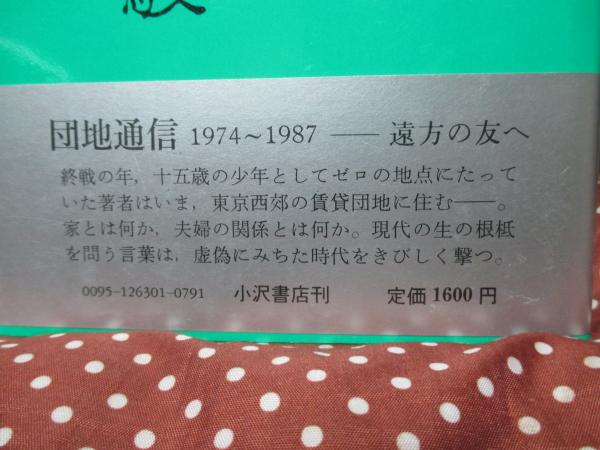 団地通信 1974～1987 ── 遠方の友へ
終戦の年，十五歳の少年としてゼロの地点にたって
いた著者はいま，東京西郊の賃貸団地に住む──。
家とは何か，夫婦の関係とは何か。現代の生の根柢
を問う言葉は，虚偽にみちた時代をきびしく撃つ。
0095-126301-0791 小沢書店刊 定価1600円